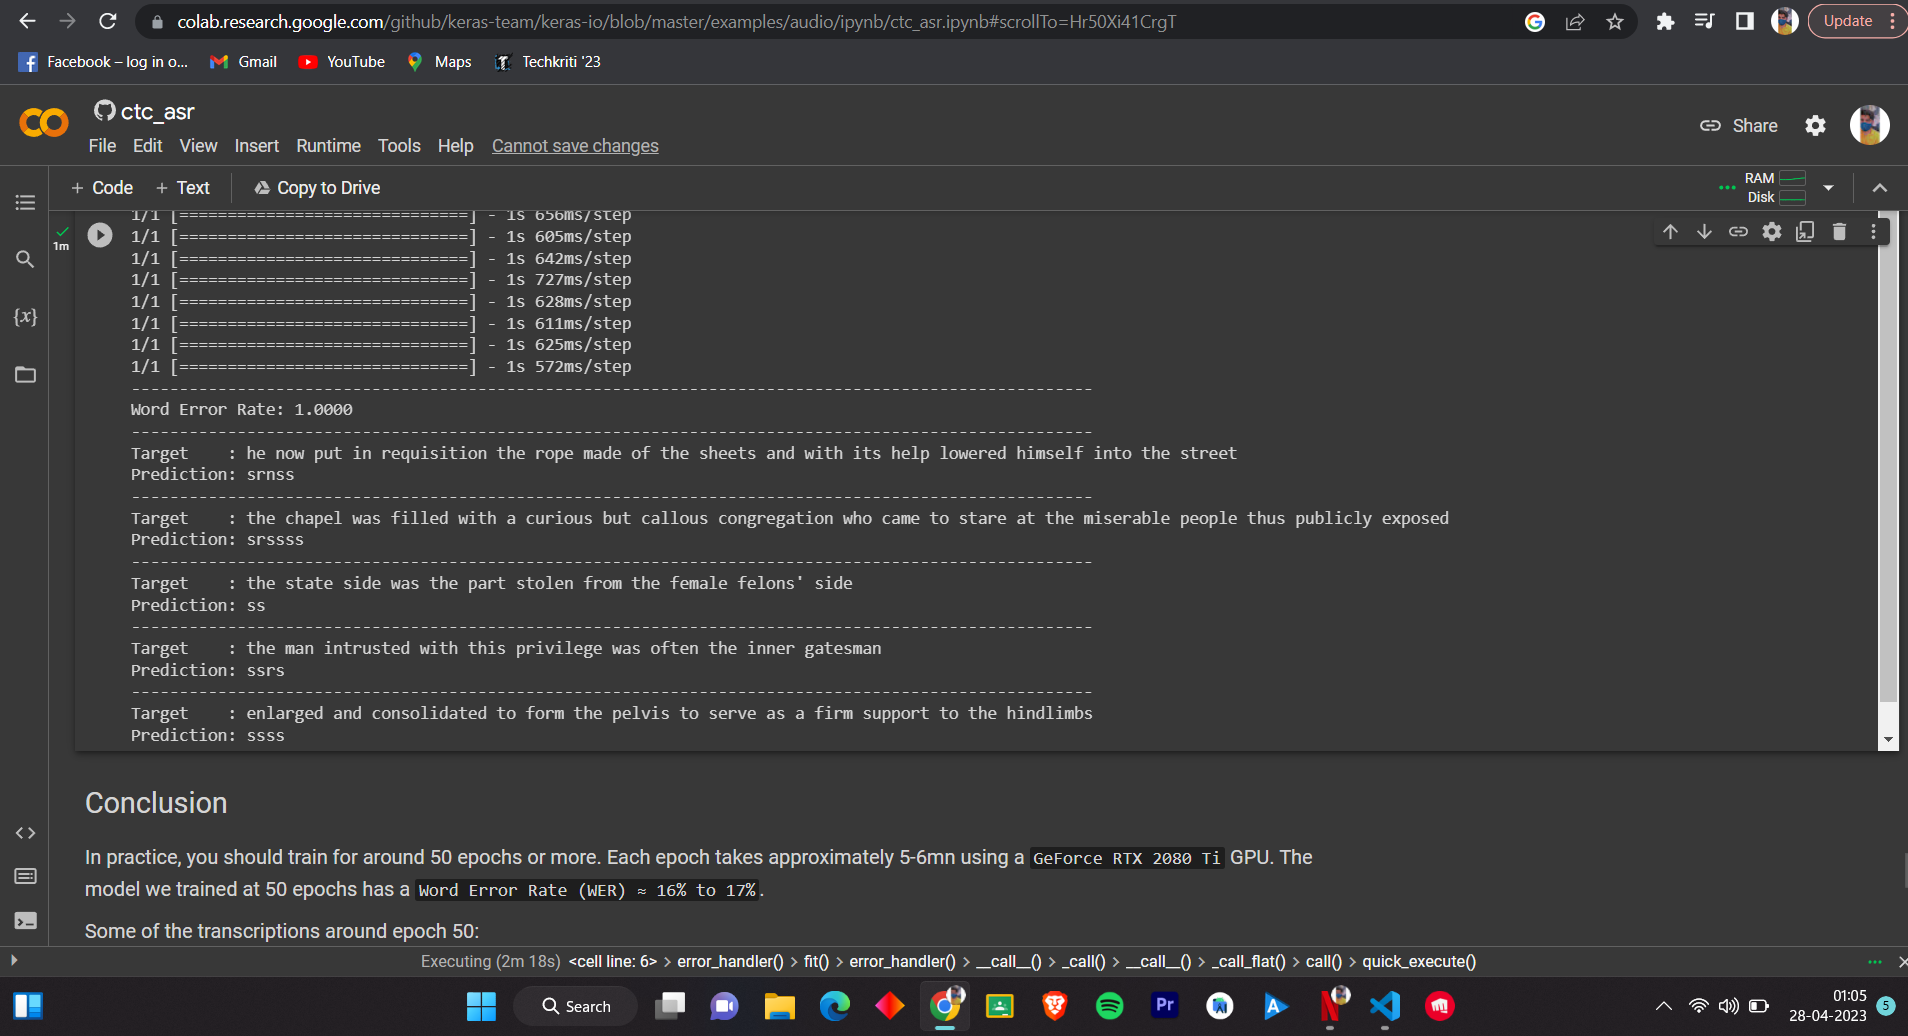 colab.research.google.com/github/keras-team/keras-io/blob/master/examples/audio/ipynb/ctc_asr.ipynb#scrollTo=Hr50Xi41CrgT
Update
Facebook – log in o...
Gmail
YouTube
Maps
Techkriti '23
ctc_asr
Share
File Edit View Insert Runtime Tools Help Cannot save changes
+ Code + Text Copy to Drive
RAM
Disk
1/1 [==============================] - 1s 656ms/step
1m
1/1 [==============================] - 1s 605ms/step
1/1 [==============================] - 1s 642ms/step
1/1 [==============================] - 1s 727ms/step
1/1 [==============================] - 1s 628ms/step
1/1 [==============================] - 1s 611ms/step
1/1 [==============================] - 1s 625ms/step
1/1 [==============================] - 1s 572ms/step
----------------------------------------------------------------------------------------------------
Word Error Rate: 1.0000
----------------------------------------------------------------------------------------------------
Target    : he now put in requisition the rope made of the sheets and with its help lowered himself into the street
Prediction: srnss
----------------------------------------------------------------------------------------------------
Target    : the chapel was filled with a curious but callous congregation who came to stare at the miserable people thus publicly exposed
Prediction: srssss
----------------------------------------------------------------------------------------------------
Target    : the state side was the part stolen from the female felons' side
Prediction: ss
----------------------------------------------------------------------------------------------------
Target    : the man intrusted with this privilege was often the inner gatesman
Prediction: ssrs
----------------------------------------------------------------------------------------------------
Target    : enlarged and consolidated to form the pelvis to serve as a firm support to the hindlimbs
Prediction: ssss
Conclusion
In practice, you should train for around 50 epochs or more. Each epoch takes approximately 5-6mn using a GeForce RTX 2080 Ti GPU. The
model we trained at 50 epochs has a Word Error Rate (WER) ≈ 16% to 17%.
Some of the transcriptions around epoch 50:
Executing (2m 18s) <cell line: 6> > error_handler() > fit() > error_handler() > __call__() > _call() > __call__() > _call_flat() > call() > quick_execute()
Search
Pr
01:05
28-04-2023
5